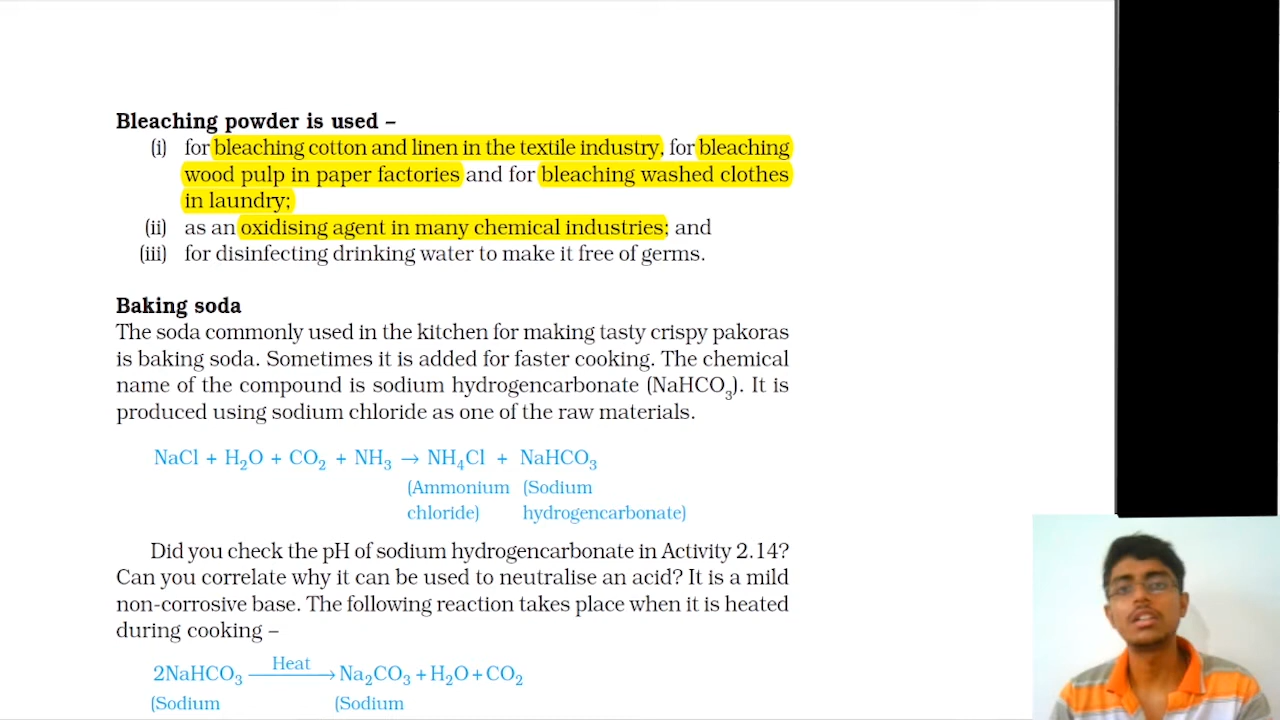 Bleaching powder is used –
(i) for bleaching cotton and linen in the textile industry, for bleaching
wood pulp in paper factories and for bleaching washed clothes
in laundry;
(ii) as an oxidising agent in many chemical industries; and
(iii) for disinfecting drinking water to make it free of germs.
Baking soda
The soda commonly used in the kitchen for making tasty crispy pakoras
is baking soda. Sometimes it is added for faster cooking. The chemical
name of the compound is sodium hydrogencarbonate (NaHCO₃). It is
produced using sodium chloride as one of the raw materials.
NaCl + H₂O + CO₂ + NH₃ → NH₄Cl + NaHCO₃
(Ammonium (Sodium
chloride) hydrogencarbonate)
Did you check the pH of sodium hydrogencarbonate in Activity 2.14?
Can you correlate why it can be used to neutralise an acid? It is a mild
non-corrosive base. The following reaction takes place when it is heated
during cooking –
Heat
2NaHCO₃ → Na₂CO₃ + H₂O + CO₂
(Sodium (Sodium